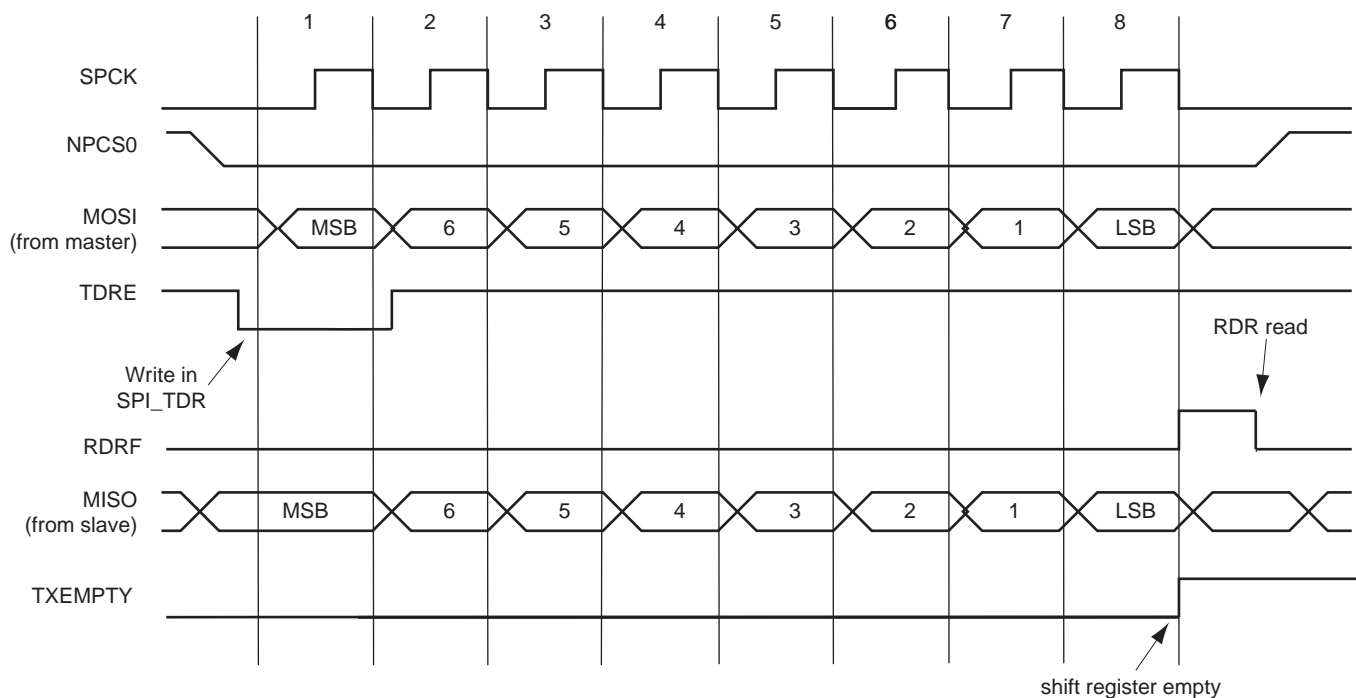 1 2 3 4 5 6 7 8
SPCK
NPCS0
MOSI
(from master)
MSB 6 5 4 3 2 1 LSB
TDRE
RDR read
Write in
SPI_TDR
RDRF
MISO
(from slave)
MSB 6 5 4 3 2 1 LSB
TXEMPTY
shift register empty